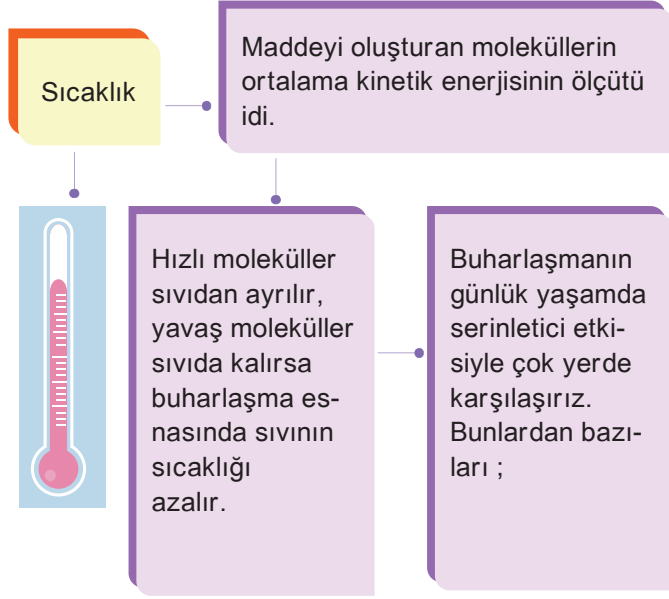 Sıcaklık
Maddeyi oluşturan moleküllerin
ortalama kinetik enerjisinin ölçütü
idi.
Hızlı moleküller
sıvıdan ayrılır,
yavaş moleküller
sıvıda kalırsa
buharlaşma es-
nasında sıvının
sıcaklığı
azalır.
Buharlaşmanın
günlük yaşamda
serinletici etki-
siyle çok yerde
karşılaşırız.
Bunlardan bazı-
ları ;